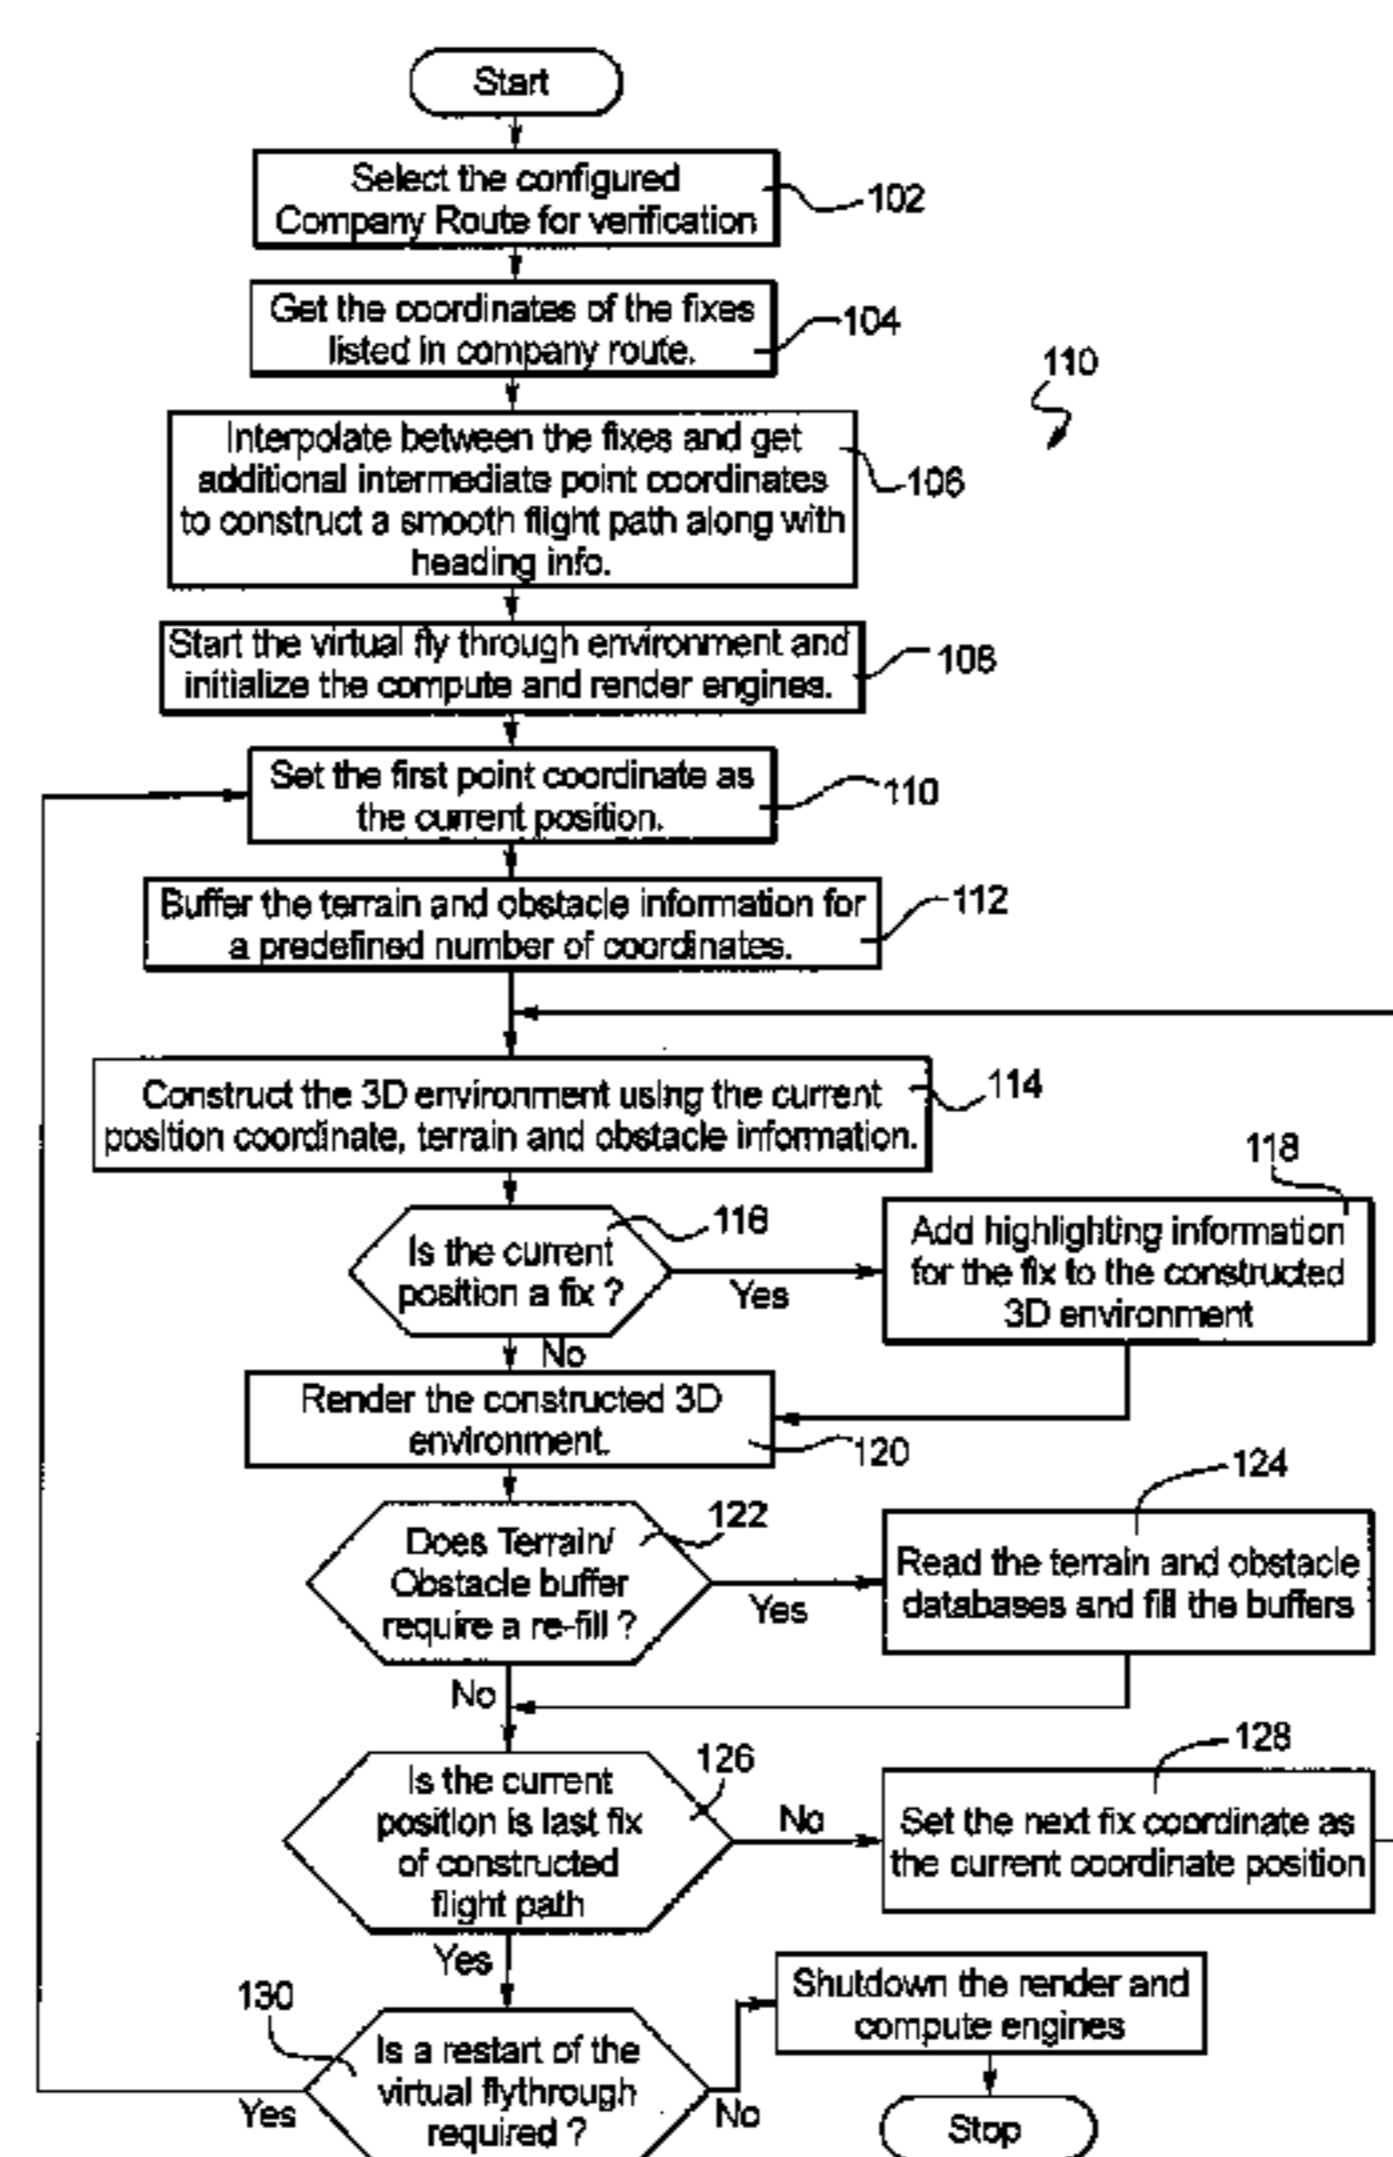 Start
Select the configured
Company Route for verification
102
Get the coordinates of the fixes
listed in company route.
104
110
Interpolate between the fixes and get
additional intermediate point coordinates
to construct a smooth flight path along with
heading info.
106
Start the virtual fly through environment and
initialize the compute and render engines.
108
Set the first point coordinate as
the current position.
110
Buffer the terrain and obstacle information for
a predefined number of coordinates.
112
Construct the 3D environment using the current
position coordinate, terrain and obstacle information.
114
118
116
Is the current
position a fix ?
Yes
Add highlighting information
for the fix to the constructed
3D environment
No
Render the constructed 3D
environment.
120
124
122
Does Terrain/
Obstacle buffer
require a re-fill ?
Yes
Read the terrain and obstacle
databases and fill the buffers
No
128
126
Is the current
position is last fix
of constructed
flight path
No
Set the next fix coordinate as
the current coordinate position
Yes
130
Is a restart of the
virtual flythrough
required ?
Yes
No
Shutdown the render and
compute engines
Stop